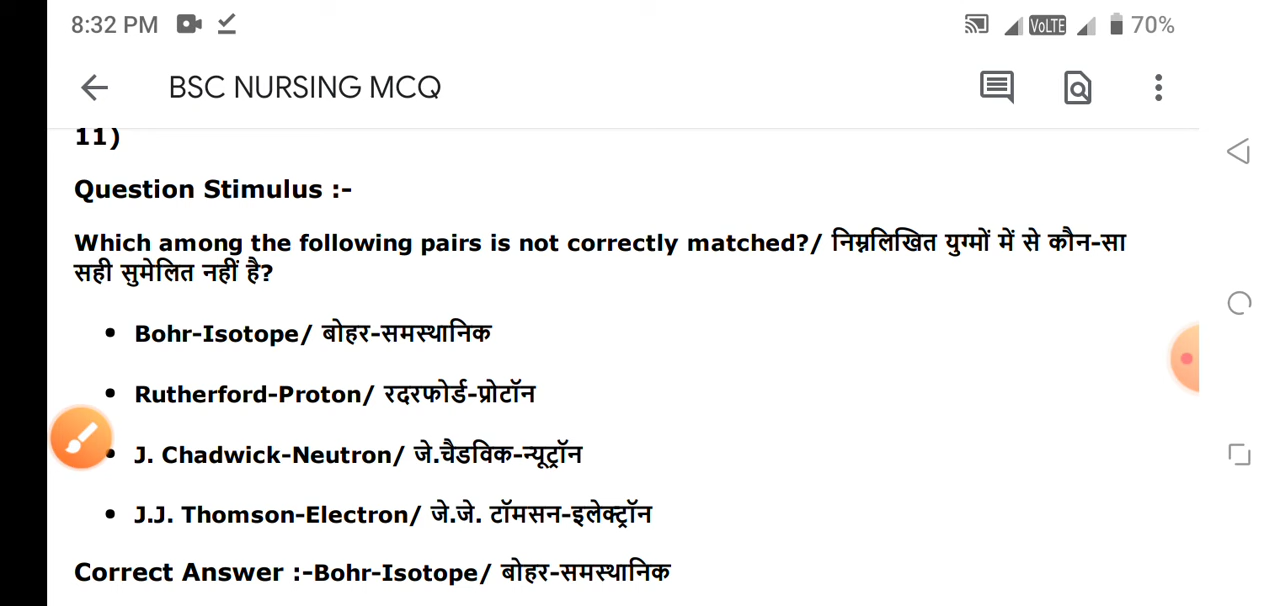 8:32 PM VoLTE 70%
BSC NURSING MCQ
11)
Question Stimulus :-
Which among the following pairs is not correctly matched?/ निम्नलिखित युग्मों में से कौन-सा
सही सुमेलित नहीं है?
• Bohr-Isotope/ बोहर-समस्थानिक
• Rutherford-Proton/ रदरफोर्ड-प्रोटॉन
• J. Chadwick-Neutron/ जे.चैडविक-न्यूट्रॉन
• J.J. Thomson-Electron/ जे.जे. टॉमसन-इलेक्ट्रॉन
Correct Answer :-Bohr-Isotope/ बोहर-समस्थानिक